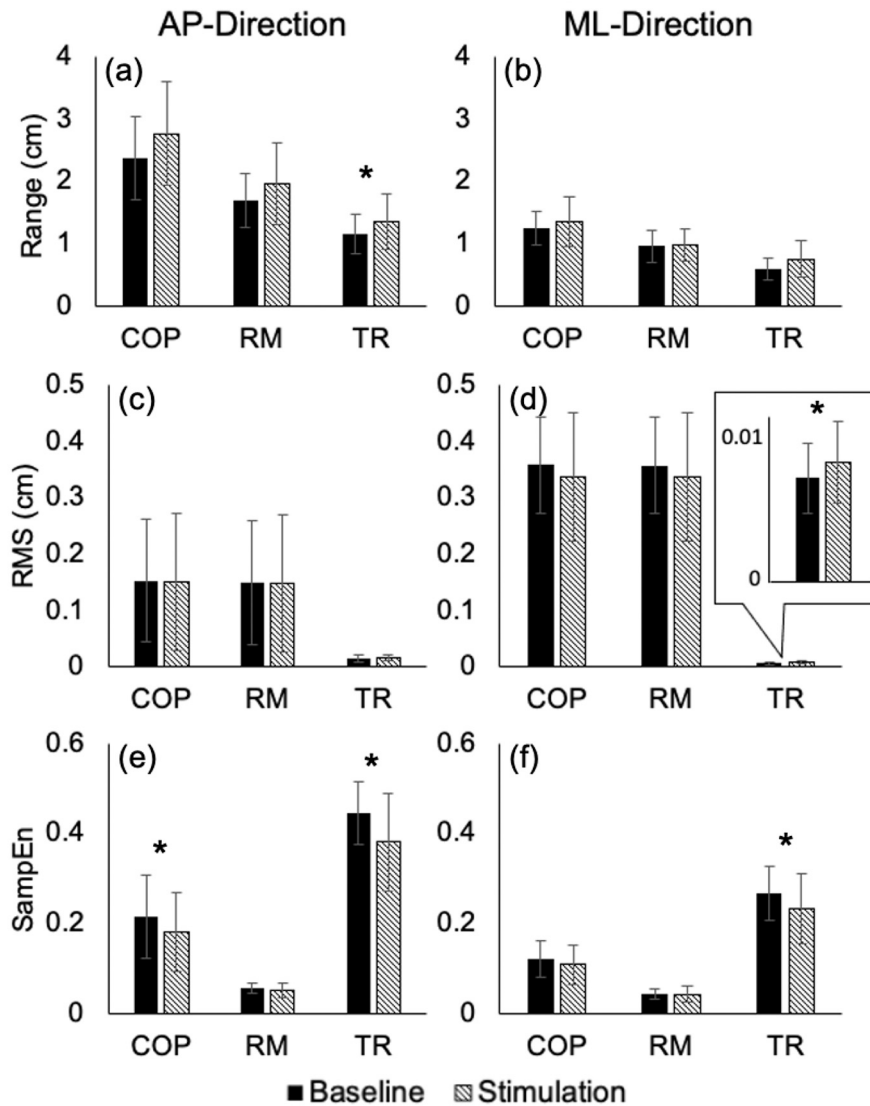 AP-Direction ML-Direction
(a) (b)
Range (cm)
4 4
3 3
2 2
1 1
0 0
*
COP RM TR COP RM TR
(c) (d)
RMS (cm)
0.5 0.5
0.4 0.4
0.3 0.3
0.2 0.2
0.1 0.1
0 0
*
0.01
0
COP RM TR COP RM TR
(e) (f)
SampEn
0.6 0.6
0.4 0.4
0.2 0.2
0 0
* * *
COP RM TR COP RM TR
Baseline Stimulation